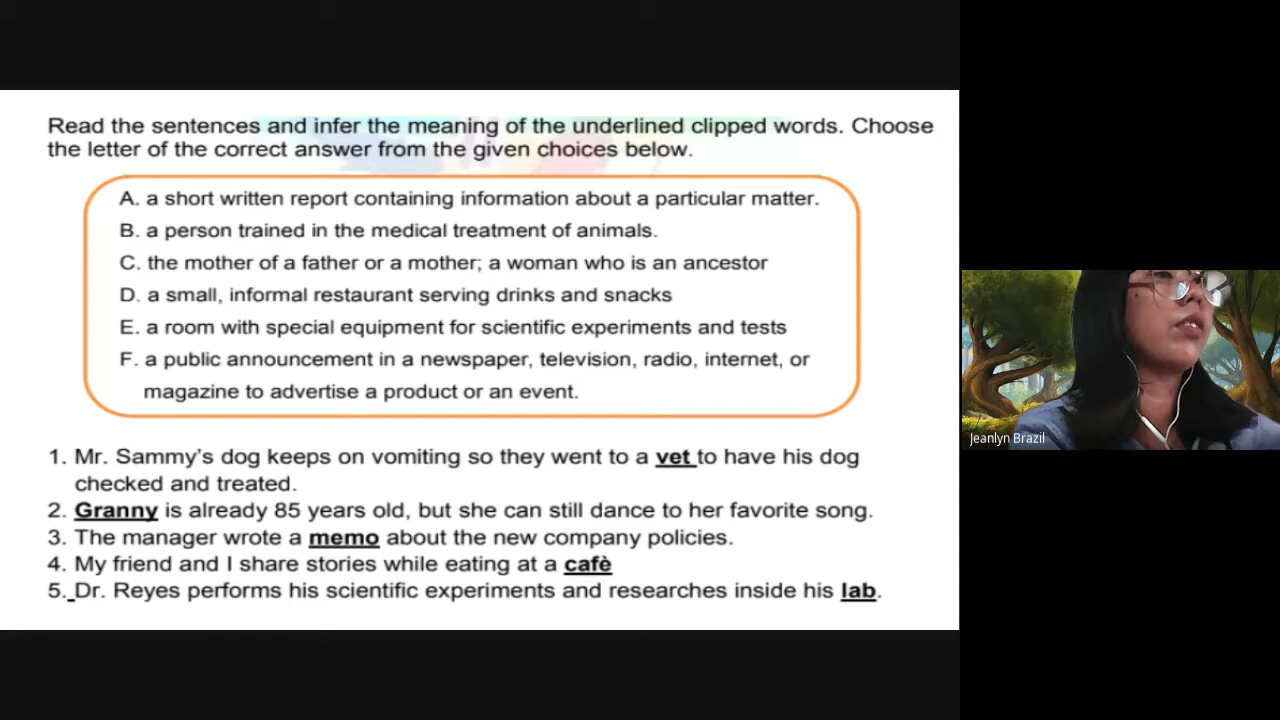 Read the sentences and infer the meaning of the underlined clipped words. Choose
the letter of the correct answer from the given choices below.
A. a short written report containing information about a particular matter.
B. a person trained in the medical treatment of animals.
C. the mother of a father or a mother; a woman who is an ancestor
D. a small, informal restaurant serving drinks and snacks
E. a room with special equipment for scientific experiments and tests
F. a public announcement in a newspaper, television, radio, internet, or
magazine to advertise a product or an event.
1. Mr. Sammy’s dog keeps on vomiting so they went to a vet to have his dog
checked and treated.
2. Granny is already 85 years old, but she can still dance to her favorite song.
3. The manager wrote a memo about the new company policies.
4. My friend and I share stories while eating at a cafè
5. Dr. Reyes performs his scientific experiments and researches inside his lab.
Jeanlyn Brazil